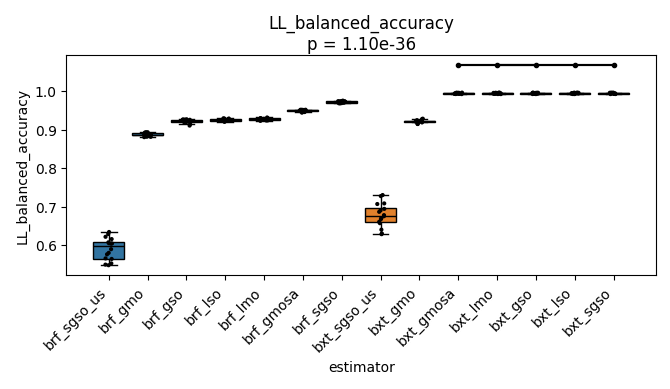 LL_balanced_accuracy
p = 1.10e-36
LL_balanced_accuracy
1.0
0.9
0.8
0.7
0.6
brf_sgso_us
brf_gmo
brf_gso
brf_lso
brf_lmo
brf_gmosa
brf_sgso
bxt_sgso_us
bxt_gmo
bxt_gmosa
bxt_lmo
bxt_gso
bxt_lso
bxt_sgso
estimator